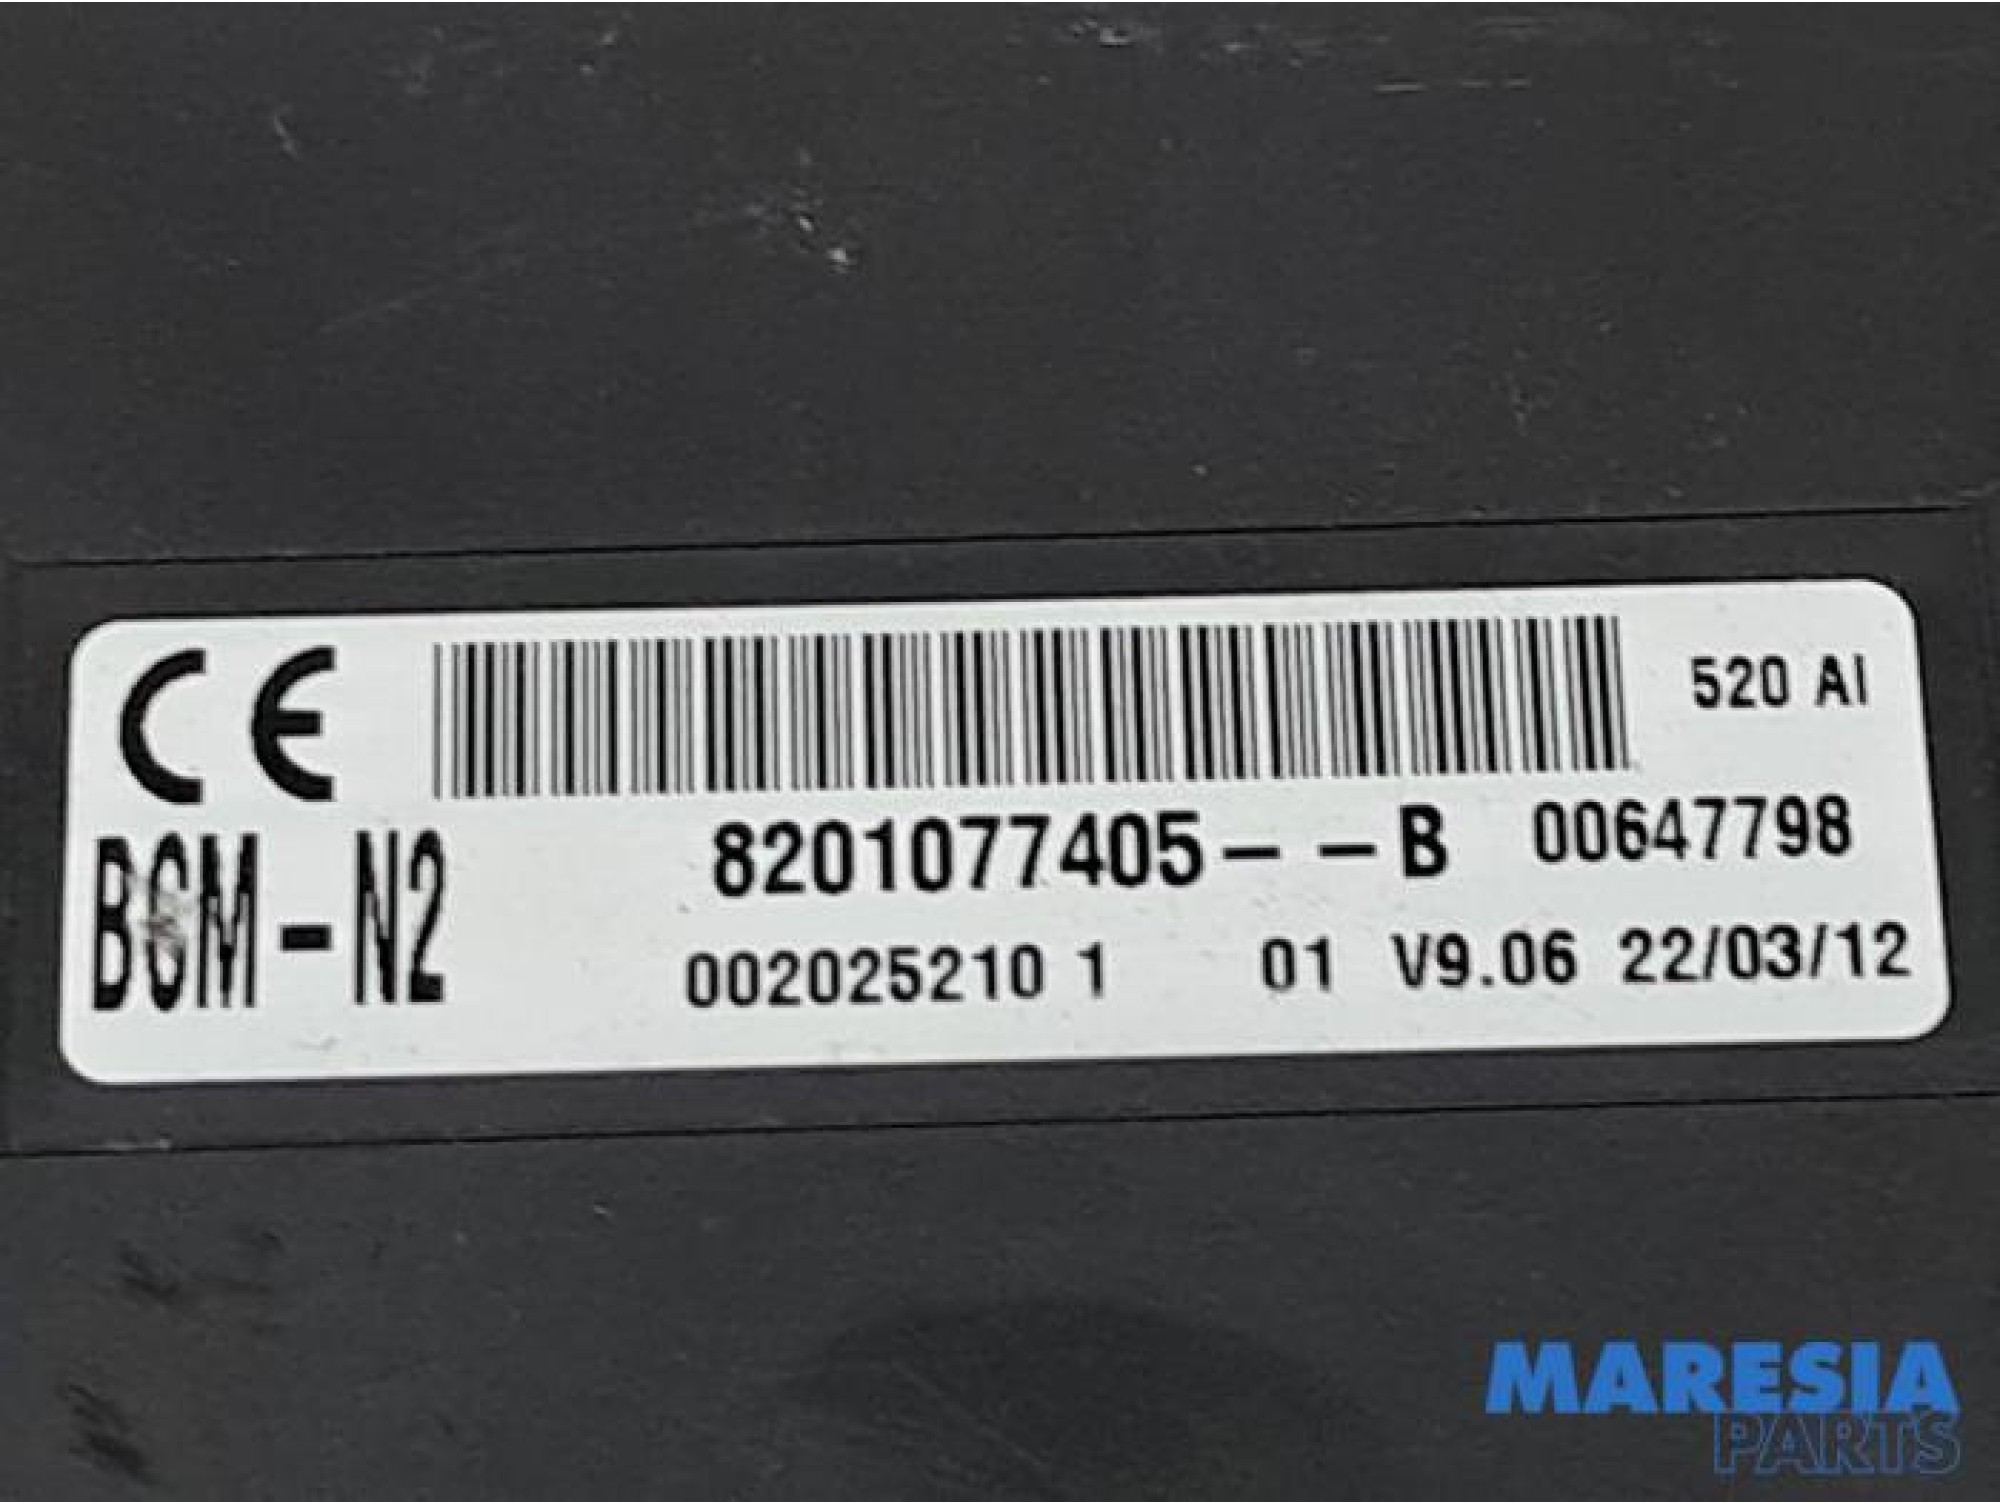 CE 520 AI
BCM-N2 8201077405--B 00647798
002025210 1 01 V9.06 22/03/12
MARESIA
PARTS